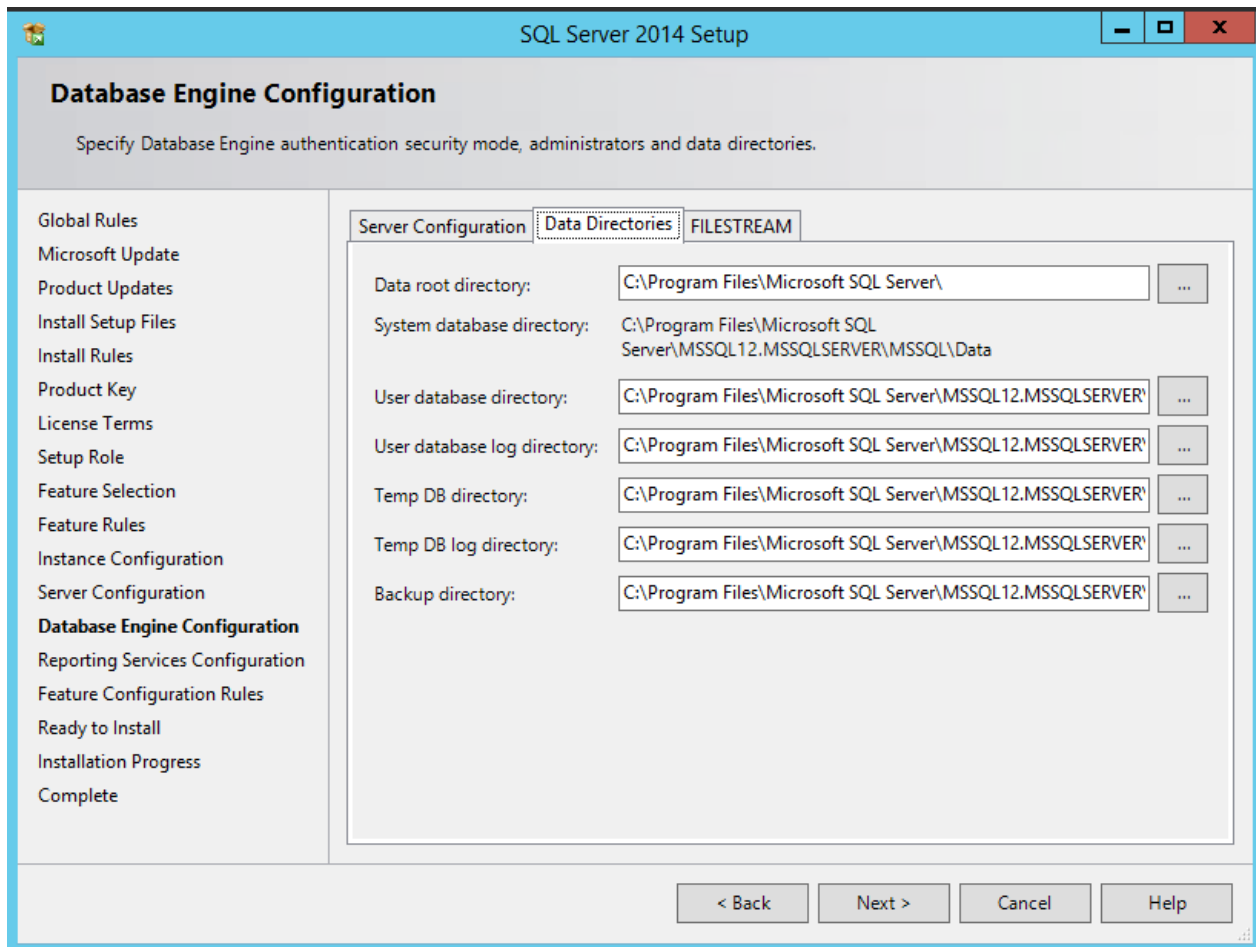 SQL Server 2014 Setup
Database Engine Configuration
Specify Database Engine authentication security mode, administrators and data directories.
Global Rules
Microsoft Update
Product Updates
Install Setup Files
Install Rules
Product Key
License Terms
Setup Role
Feature Selection
Feature Rules
Instance Configuration
Server Configuration
Database Engine Configuration
Reporting Services Configuration
Feature Configuration Rules
Ready to Install
Installation Progress
Complete
Server Configuration Data Directories FILESTREAM
Data root directory: C:\Program Files\Microsoft SQL Server\ ...
System database directory: C:\Program Files\Microsoft SQL
Server\MSSQL12.MSSQLSERVER\MSSQL\Data
User database directory: C:\Program Files\Microsoft SQL Server\MSSQL12.MSSQLSERVER\ ...
User database log directory: C:\Program Files\Microsoft SQL Server\MSSQL12.MSSQLSERVER\ ...
Temp DB directory: C:\Program Files\Microsoft SQL Server\MSSQL12.MSSQLSERVER\ ...
Temp DB log directory: C:\Program Files\Microsoft SQL Server\MSSQL12.MSSQLSERVER\ ...
Backup directory: C:\Program Files\Microsoft SQL Server\MSSQL12.MSSQLSERVER\ ...
< Back Next > Cancel Help